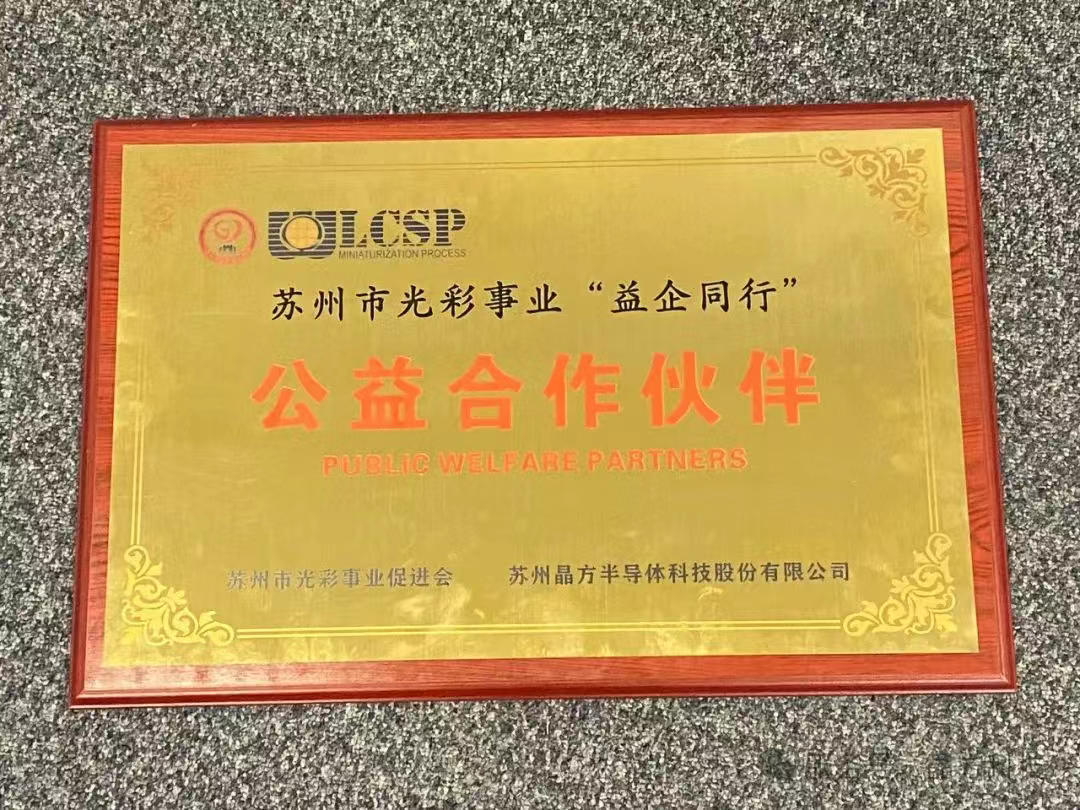 WLCSP
MINIATURIZATION PROCESS
苏州市光彩事业“益企同行”
公益合作伙伴
PUBLiC WELFARE PARTNERS
苏州市光彩事业促进会 苏州晶方半导体科技股份有限公司